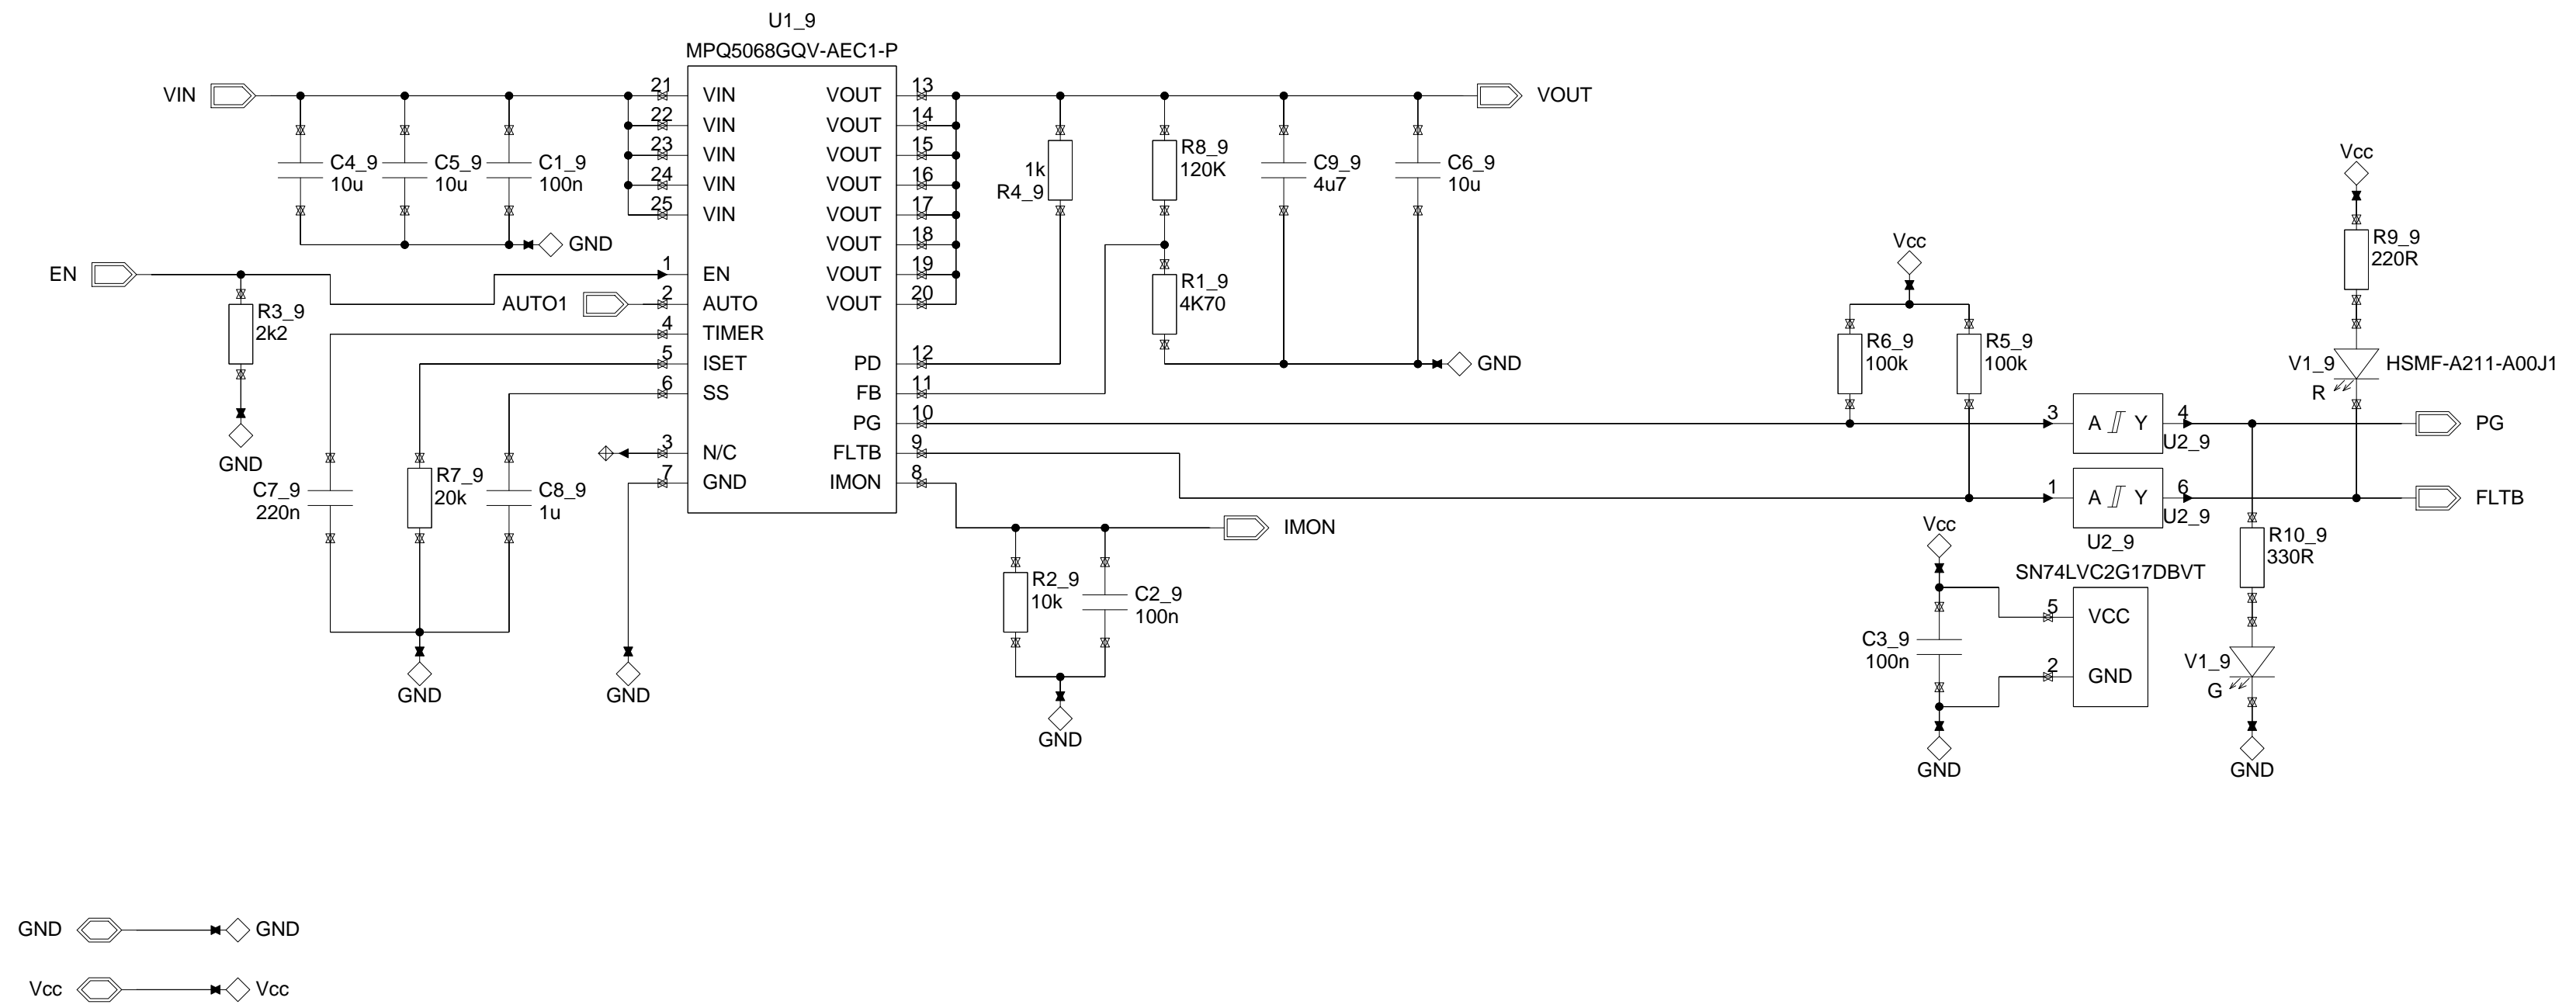 U1_9
MPQ5068GQV-AEC1-P
VIN
21
VIN
22
VIN
23
VIN
24
VIN
25
VIN
1
EN
2
AUTO
4
TIMER
5
ISET
6
SS
3
N/C
7
GND
VOUT
13
VOUT
14
VOUT
15
VOUT
16
VOUT
17
VOUT
18
VOUT
19
VOUT
20
PD
12
FB
11
PG
10
FLTB
9
IMON
8
C4_9
10u
C5_9
10u
C1_9
100n
GND
EN
R3_9
2k2
GND
AUTO1
C7_9
220n
R7_9
20k
C8_9
1u
GND
GND
1k
R4_9
R8_9
120K
R1_9
4K70
C9_9
4u7
C6_9
10u
VOUT
GND
IMON
R2_9
10k
C2_9
100n
GND
Vcc
R6_9
100k
R5_9
100k
3
A
Y
4
U2_9
1
A
Y
6
U2_9
U2_9
SN74LVC2G17DBVT
5
VCC
2
GND
Vcc
C3_9
100n
GND
Vcc
R9_9
220R
V1_9
R
HSMF-A211-A00J1
PG
FLTB
R10_9
330R
V1_9
G
GND
GND
GND
Vcc
Vcc